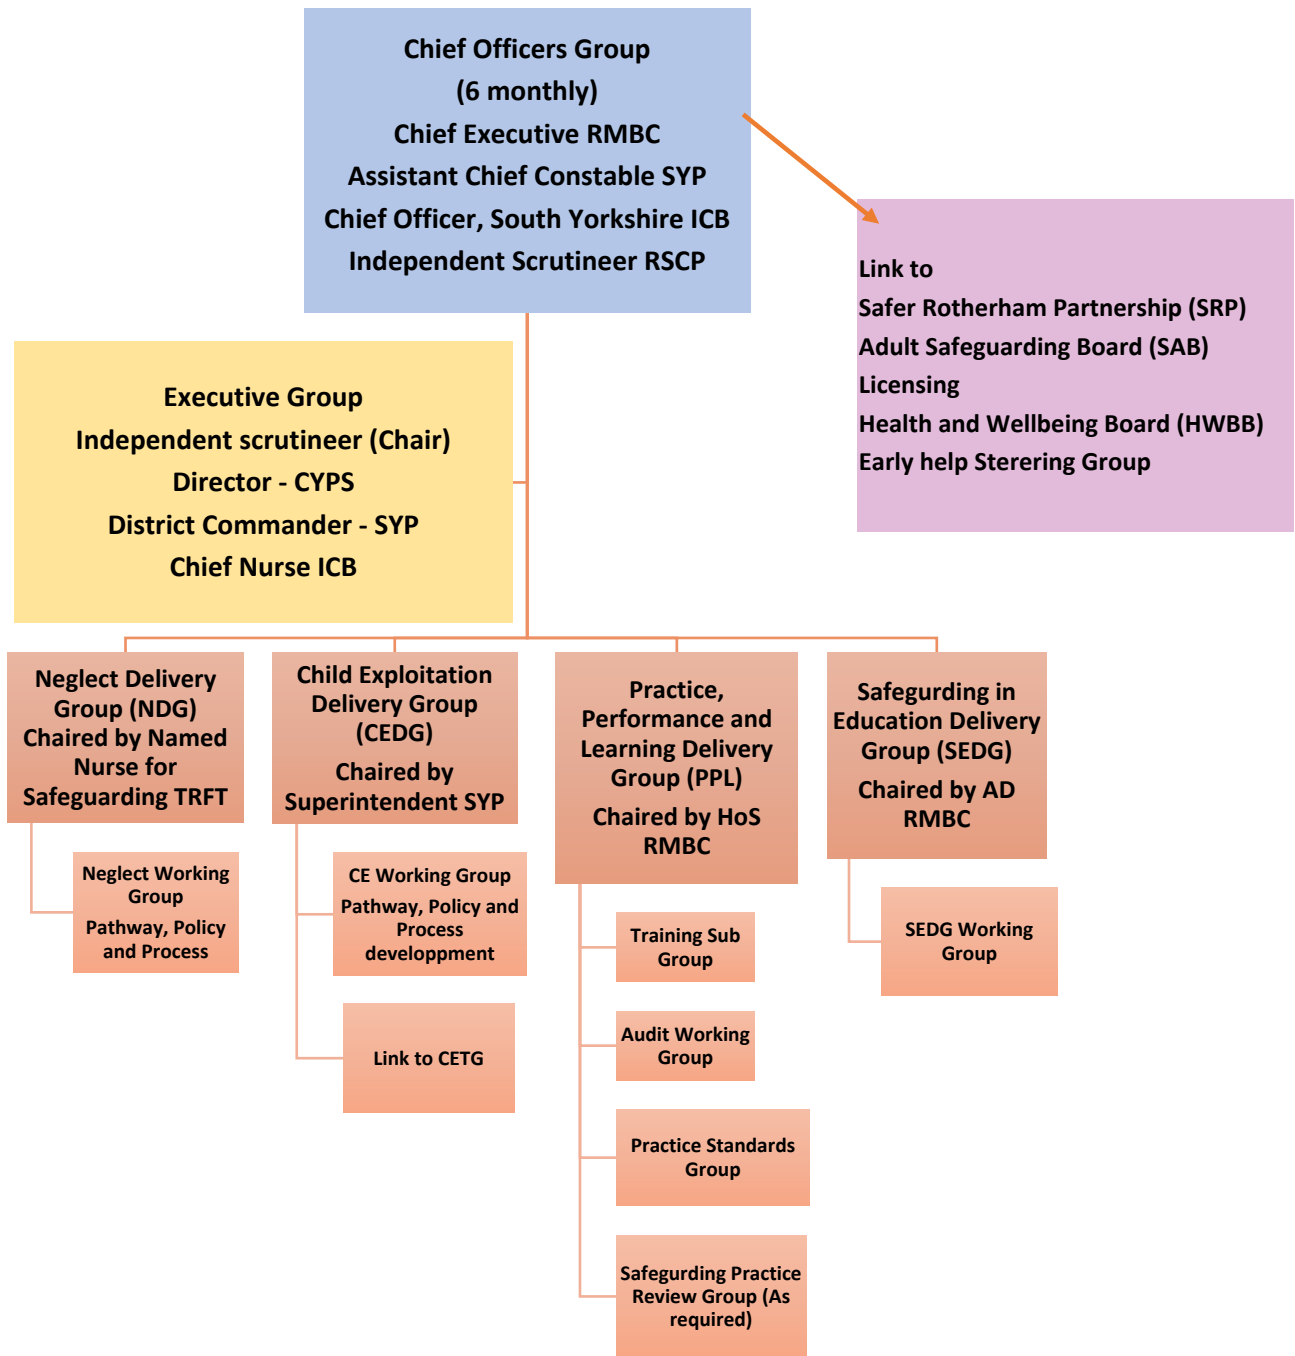 Chief Officers Group
(6 monthly)
Chief Executive RMBC
Assistant Chief Constable SYP
Chief Officer, South Yorkshire ICB
Independent Scrutineer RSCP
Link to
Safer Rotherham Partnership (SRP)
Adult Safeguarding Board (SAB)
Licensing
Health and Wellbeing Board (HWBB)
Early help Sterering Group
Executive Group
Independent scrutineer (Chair)
Director - CYPS
District Commander - SYP
Chief Nurse ICB
Neglect Delivery
Group (NDG)
Chaired by Named
Nurse for
Safeguarding TRFT
Neglect Working
Group
Pathway, Policy
and Process
Child Exploitation
Delivery Group
(CEDG)
Chaired by
Superintendent SYP
CE Working Group
Pathway, Policy and
Process
developpment
Link to CETG
Practice,
Performance and
Learning Delivery
Group (PPL)
Chaired by HoS
RMBC
Training Sub
Group
Audit Working
Group
Practice Standards
Group
Safegurding Practice
Review Group (As
required)
Safegurding in
Education Delivery
Group (SEDG)
Chaired by AD
RMBC
SEDG Working
Group